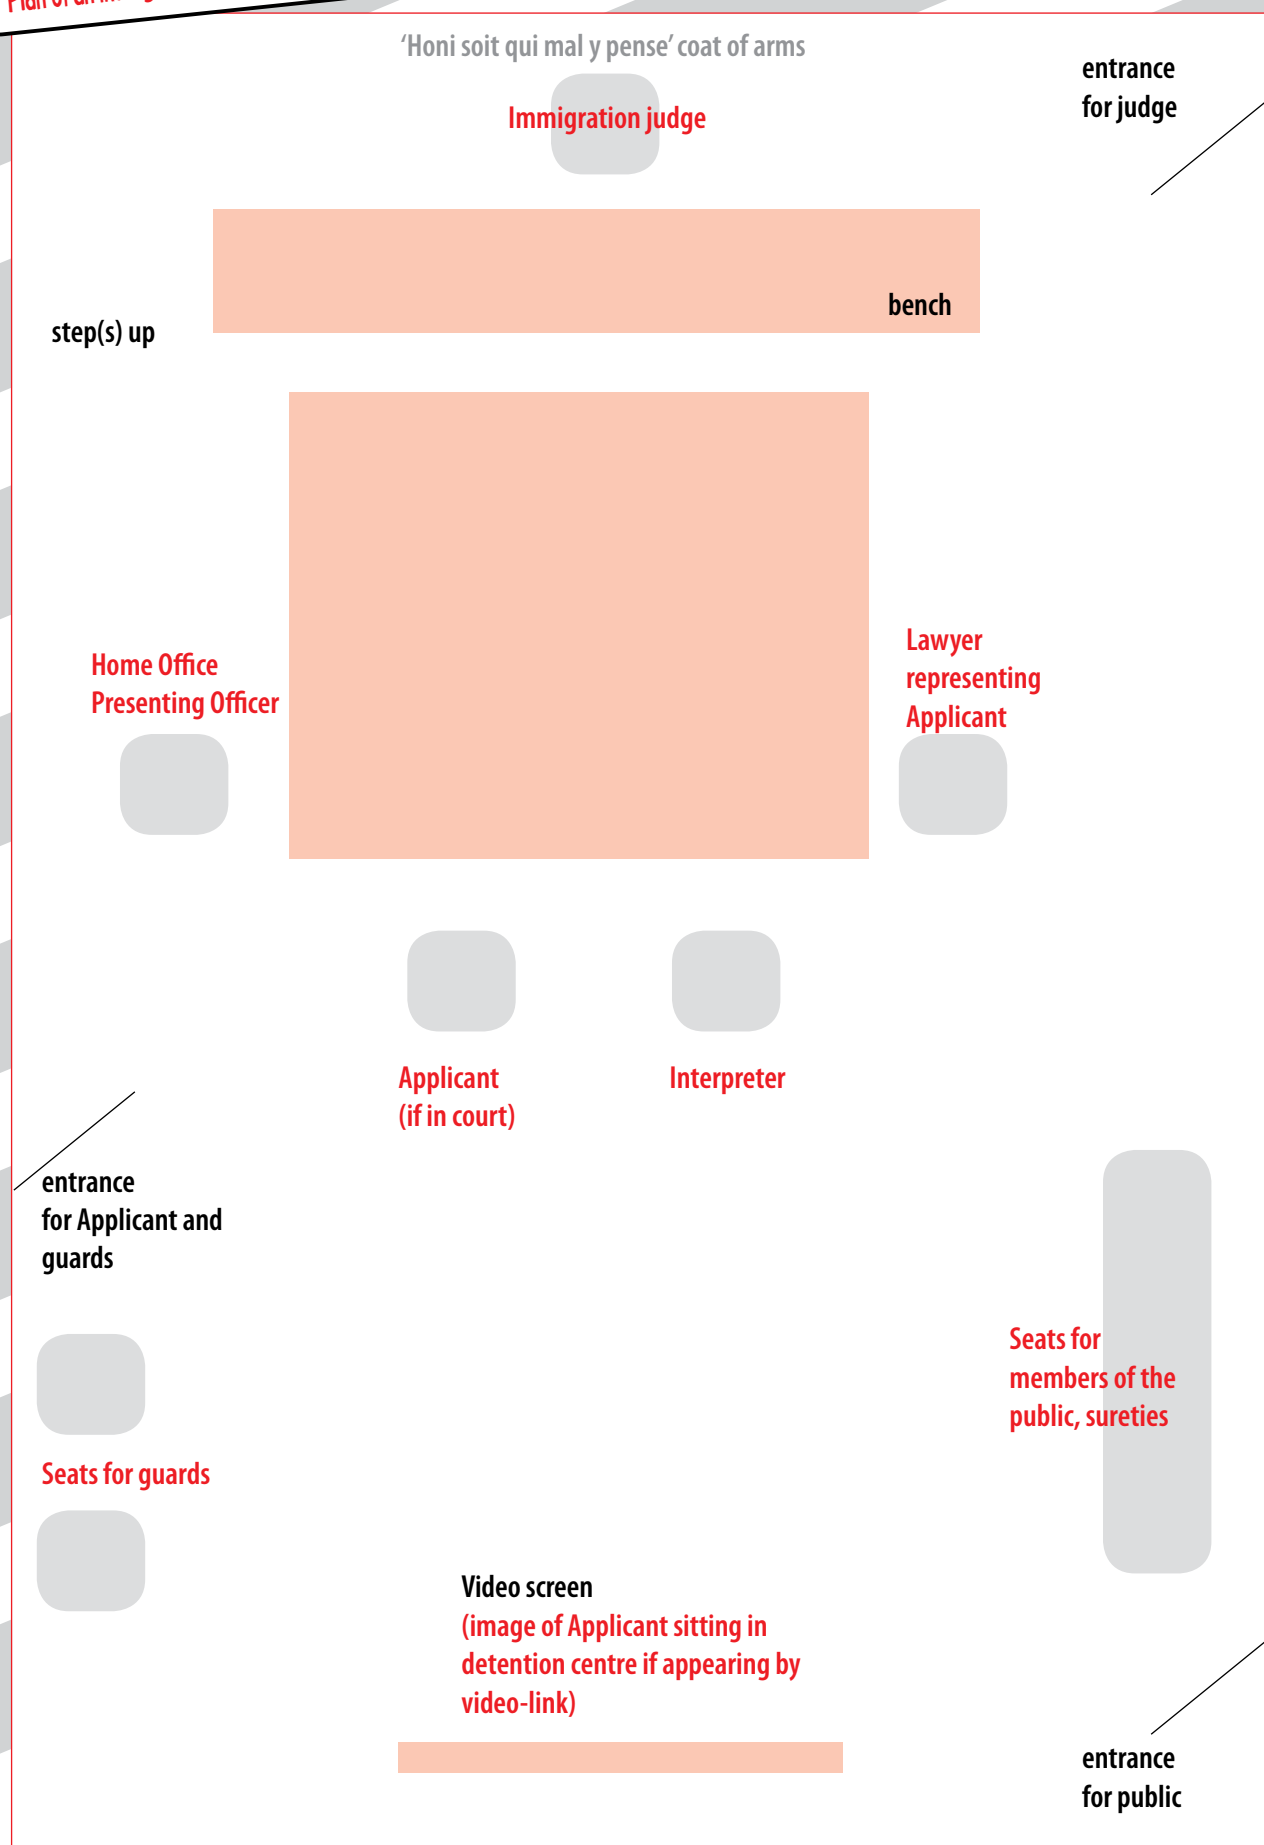 Plan of an
‘Honi soit qui mal y pense’ coat of arms
entrance
for judge
Immigration judge
bench
step(s) up
Lawyer
representing
Applicant
Home Office
Presenting Officer
Applicant
(if in court)
Interpreter
entrance
for Applicant and
guards
Seats for
members of the
public, sureties
Seats for guards
Video screen
(image of Applicant sitting in
detention centre if appearing by
video-link)
entrance
for public